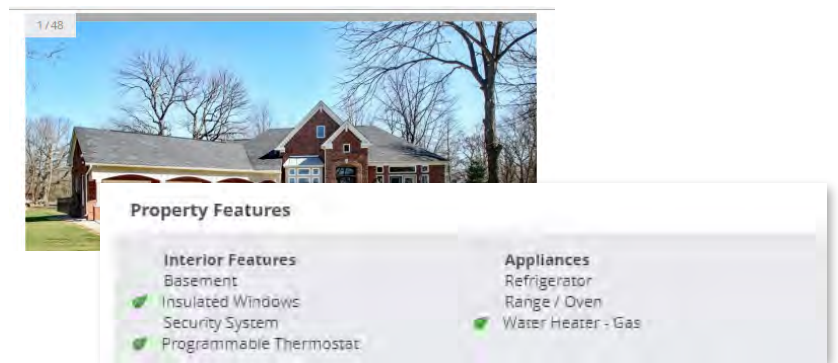 1/48
Property Features
Interior Features
Basement
Insulated Windows
Security System
Programmable Thermostat
Appliances
Refrigerator
Range / Oven
Water Heater - Gas